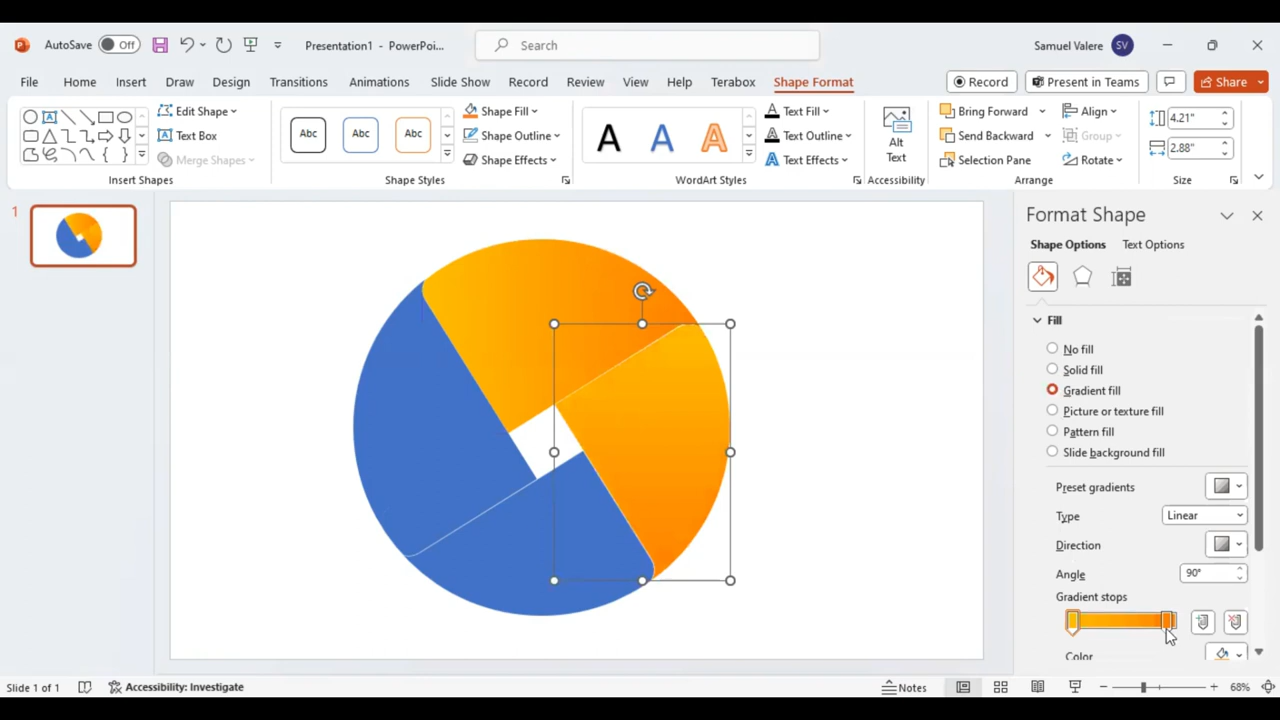 AutoSave Off Presentation1 - PowerPoi... Search Samuel Valere SV
File Home Insert Draw Design Transitions Animations Slide Show Record Review View Help Terabox Shape Format Record Present in Teams Share
Edit Shape
Text Box
Merge Shapes
Insert Shapes
Abc Abc Abc
Shape Fill
Shape Outline
Shape Effects
Shape Styles
A A A
Text Fill
Text Outline
Text Effects
WordArt Styles
Alt
Text
Accessibility
Bring Forward
Send Backward
Selection Pane
Align
Group
Rotate
Arrange
4.21"
2.88"
Size
1
Format Shape
Shape Options Text Options
Fill
No fill
Solid fill
Gradient fill
Picture or texture fill
Pattern fill
Slide background fill
Preset gradients
Type Linear
Direction
Angle 90°
Gradient stops
Color
Slide 1 of 1 Accessibility: Investigate Notes 68%